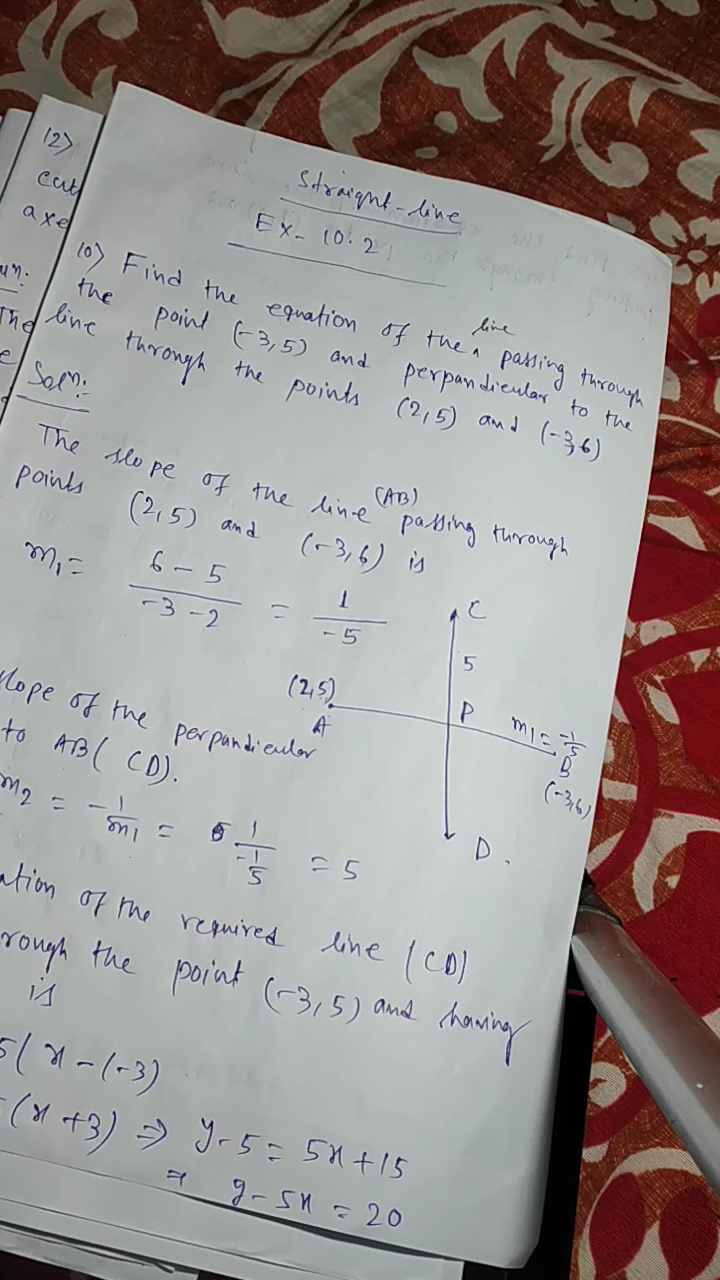 12>
cut
axe
The
Straight-line
Ex- 10.2
10) Find the equation of the line passing through
the point (-3,5) and perpandicular to the
line through the points (2,5) and (-3,6)
Soln:-
The slope of the line (AB) passing through
points (2,5) and (-3,6) is
m₁ = 6-5 / -3-2 = 1 / -5
C
5
(2,5)
A
P
m₁ = -1/5
B
(-3,6)
D.
slope of the perpandicular
to AB ( CD).
m₂ = -1/m₁ = 1 / -1/5 = 5
ation of the required line (CD)
rough the point (-3,5) and having
is
5(x-(-3)
(x+3) ⇒ y-5 = 5x+15
⇒ y-5x = 20